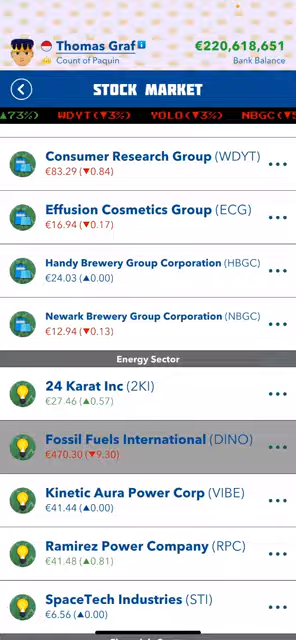 Thomas Graf
€220,618,651
Count of Paquin
Bank Balance
STOCK MARKET
▲73%) WDYT(▼3%) YOLO(▼3%) NBGC(▼5
Consumer Research Group (WDYT)
€83.29 (▼0.84)
Effusion Cosmetics Group (ECG)
€16.94 (▼0.17)
Handy Brewery Group Corporation (HBGC)
€24.03 (▲0.00)
Newark Brewery Group Corporation (NBGC)
€12.94 (▼0.13)
Energy Sector
24 Karat Inc (2KI)
€27.46 (▲0.57)
Fossil Fuels International (DINO)
€470.30 (▼9.30)
Kinetic Aura Power Corp (VIBE)
€41.44 (▲0.00)
Ramirez Power Company (RPC)
€41.48 (▲0.81)
SpaceTech Industries (STI)
€6.56 (▲0.00)